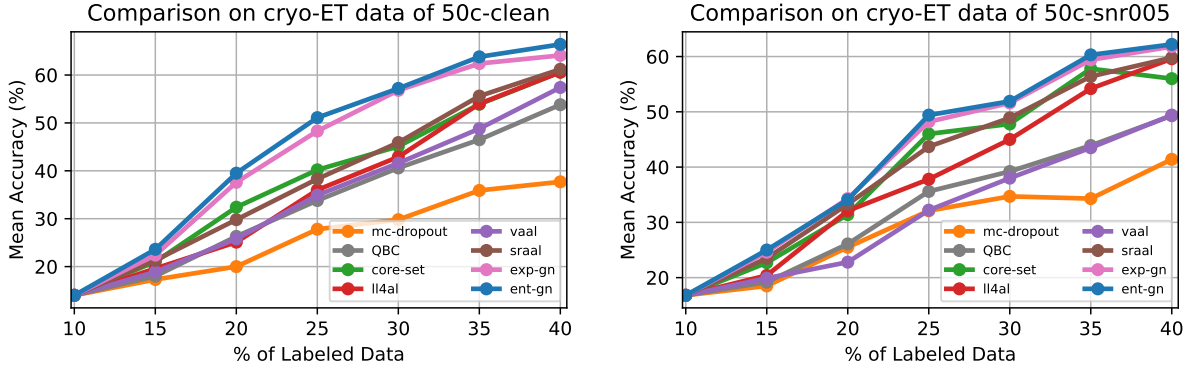 Comparison on cryo-ET data of 50c-clean
Mean Accuracy (%)
60
50
40
30
20
mc-dropout
QBC
core-set
ll4al
vaal
sraal
exp-gn
ent-gn
10 15 20 25 30 35 40
% of Labeled Data
Comparison on cryo-ET data of 50c-snr005
Mean Accuracy (%)
60
50
40
30
20
mc-dropout
QBC
core-set
ll4al
vaal
sraal
exp-gn
ent-gn
10 15 20 25 30 35 40
% of Labeled Data